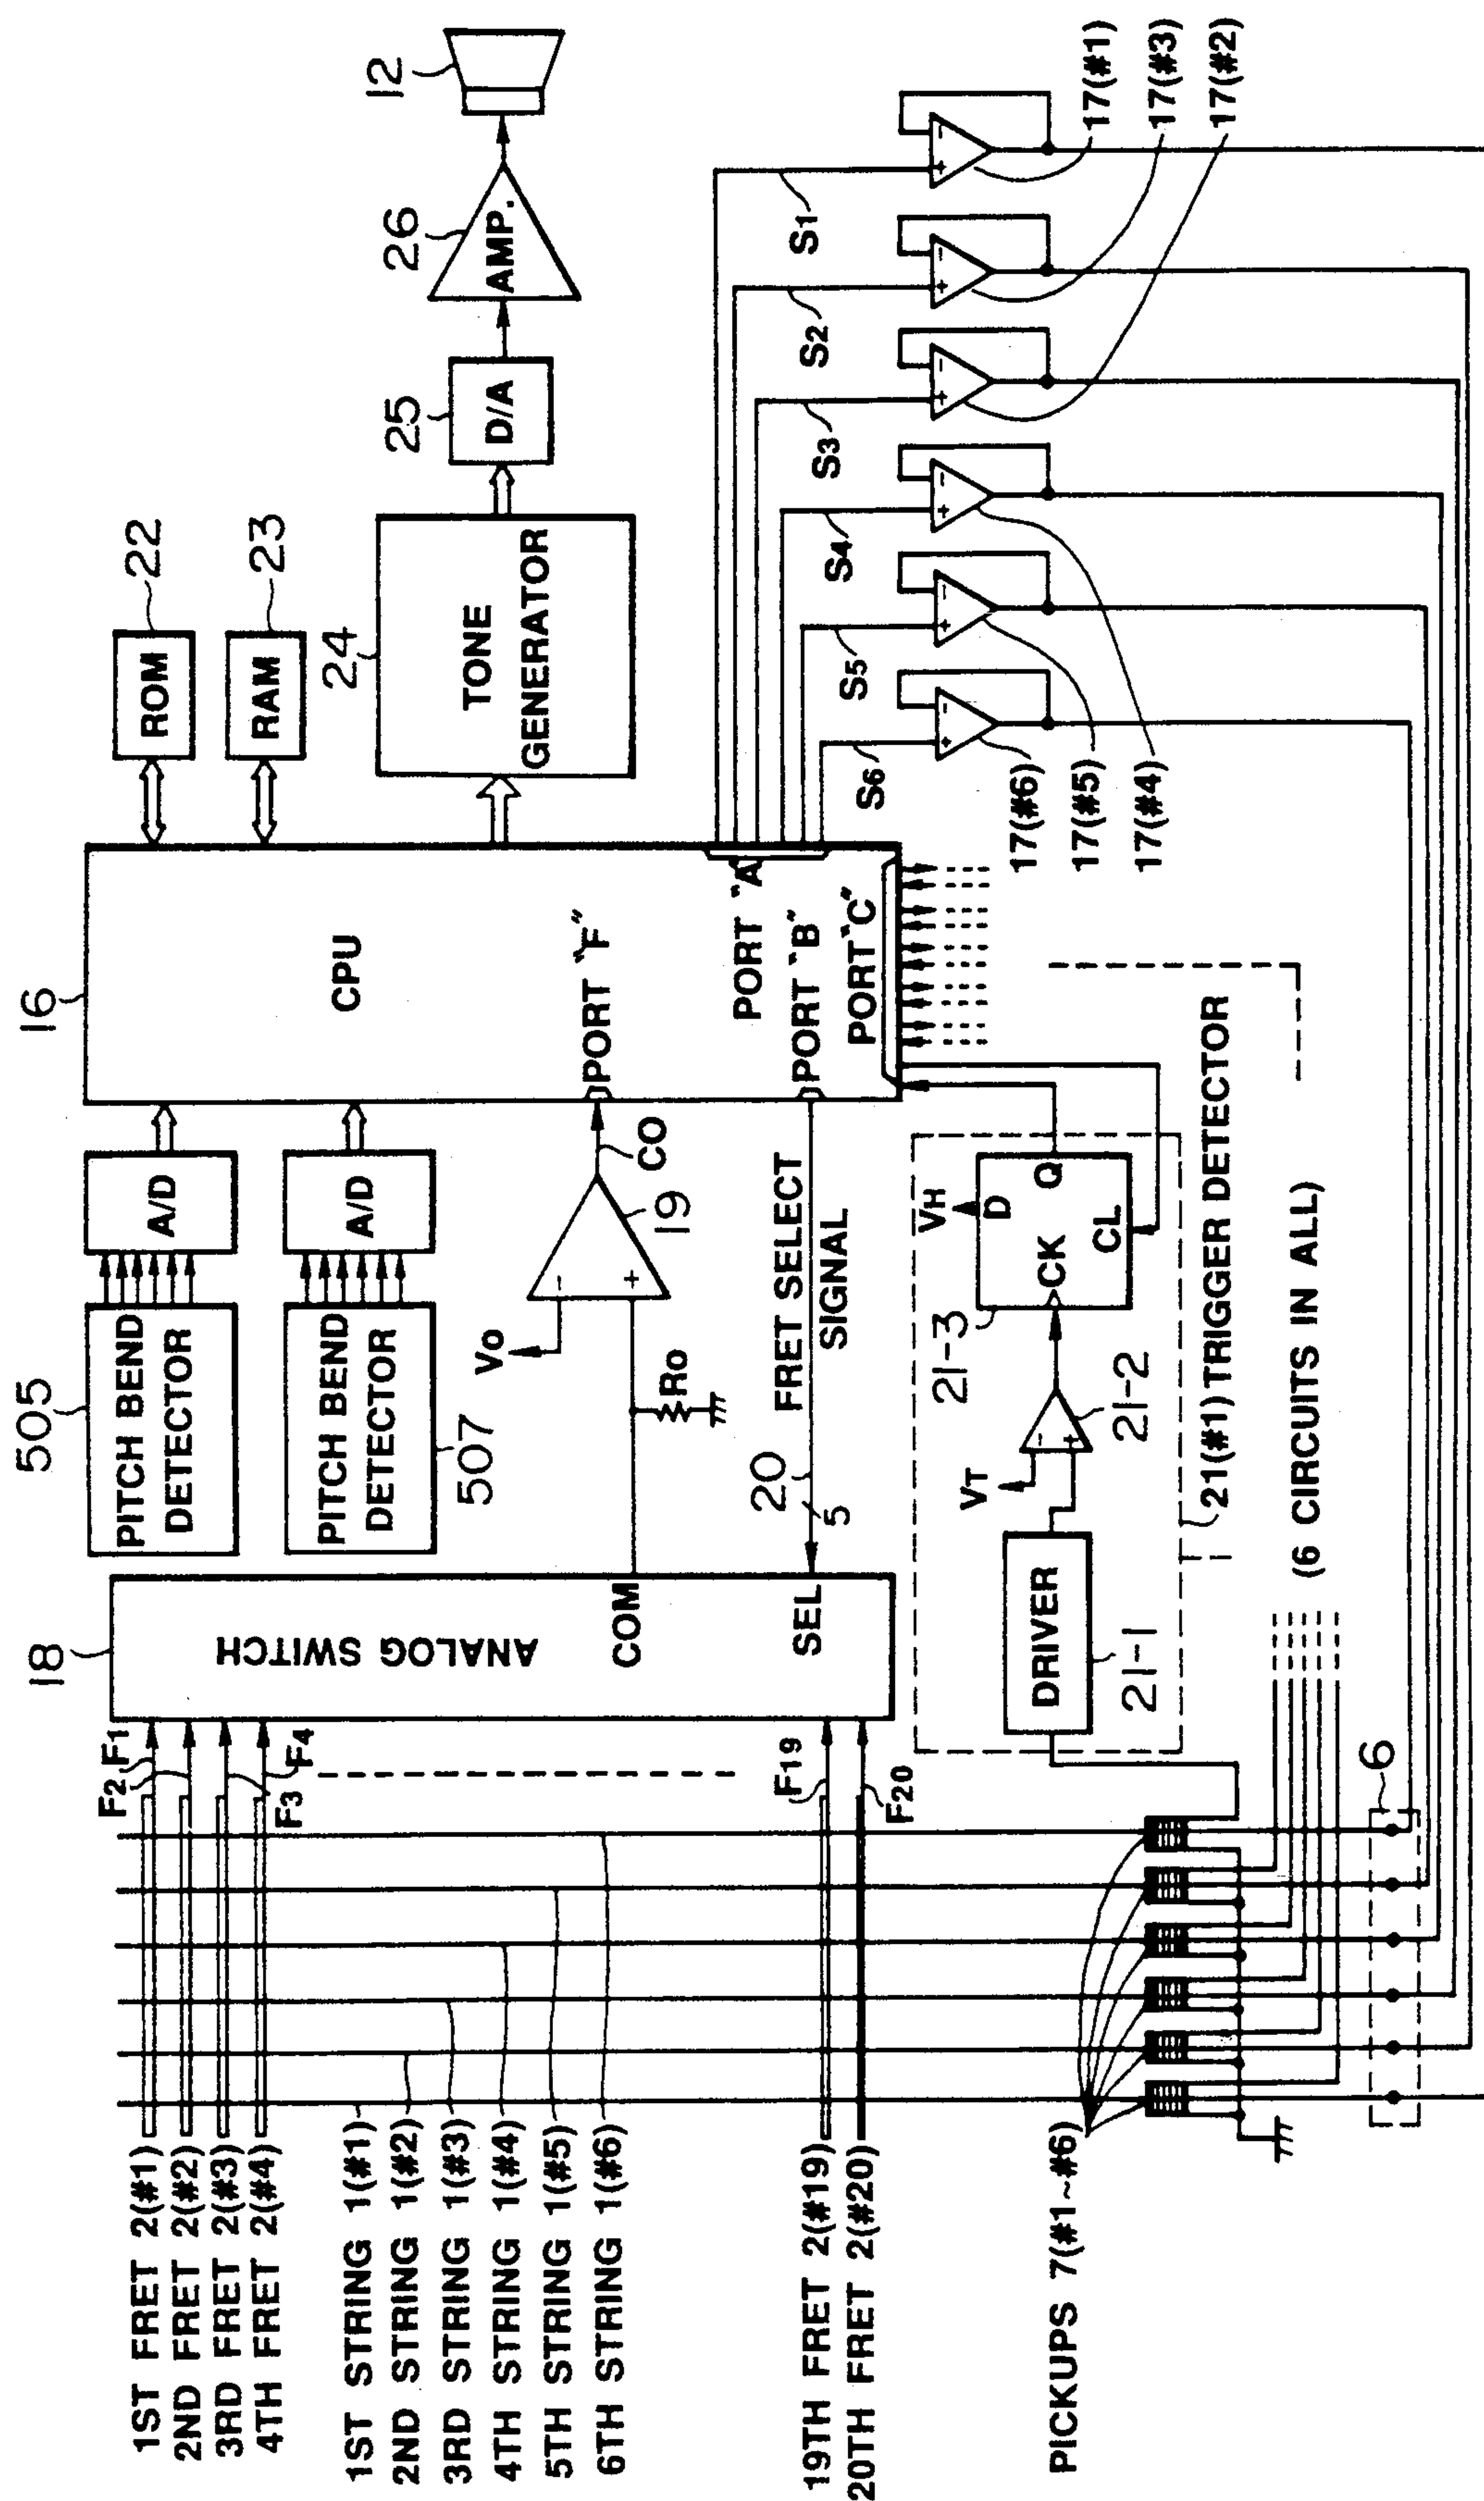 1ST FRET 2(#1)
2ND FRET 2(#2)
3RD FRET 2(#3)
4TH FRET 2(#4)
1ST STRING 1(#1)
2ND STRING 1(#2)
3RD STRING 1(#3)
4TH STRING 1(#4)
5TH STRING 1(#5)
6TH STRING 1(#6)
19TH FRET 2(#19)
20TH FRET 2(#20)
PICKUPS 7(#1~#6)
F1
F2
F3
F4
F19
F20
6
18
ANALOG SWITCH
COM
SEL
505
PITCH BEND
DETECTOR
507
PITCH BEND
DETECTOR
A/D
A/D
VO
RO
−
+
19
CO
20
5
FRET SELECT
SIGNAL
DRIVER
21-1
VT
−
+
21-2
21-3
VH
D
CK
Q
CL
21(#1) TRIGGER DETECTOR
(6 CIRCUITS IN ALL)
16
CPU
PORT "F"
PORT "A"
PORT "B"
PORT "C"
ROM
22
RAM
23
24
TONE
GENERATOR
25
D/A
26
AMP.
12
S1
S2
S3
S4
S5
S6
+ −
+ −
+ −
+ −
+ −
+ −
17(#6)
17(#5)
17(#4)
17(#1)
17(#3)
17(#2)